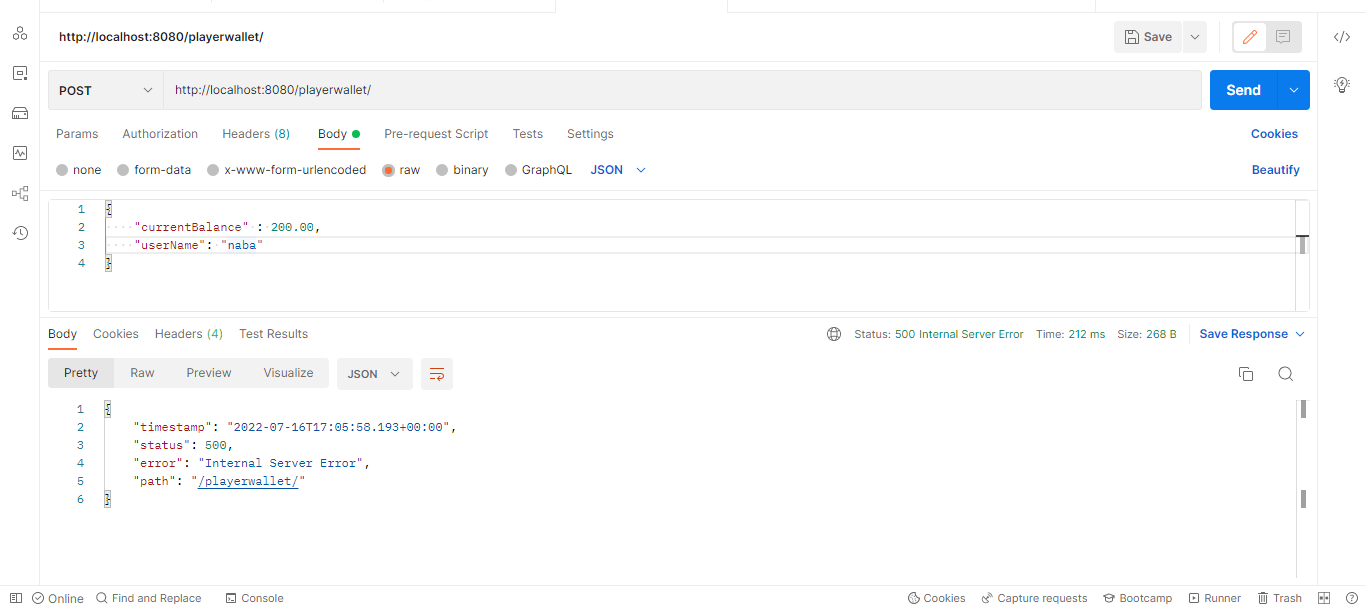 http://localhost:8080/playerwallet/
Save
POST
http://localhost:8080/playerwallet/
Send
Params Authorization Headers (8) Body Pre-request Script Tests Settings Cookies
none form-data x-www-form-urlencoded raw binary GraphQL JSON Beautify
1 {
2 "currentBalance" : 200.00,
3 "userName": "naba"
4 }
Body Cookies Headers (4) Test Results Status: 500 Internal Server Error Time: 212 ms Size: 268 B Save Response
Pretty Raw Preview Visualize JSON
1 {
2 "timestamp": "2022-07-16T17:05:58.193+00:00",
3 "status": 500,
4 "error": "Internal Server Error",
5 "path": "/playerwallet/"
6 }
Online Find and Replace Console Cookies Capture requests Bootcamp Runner Trash